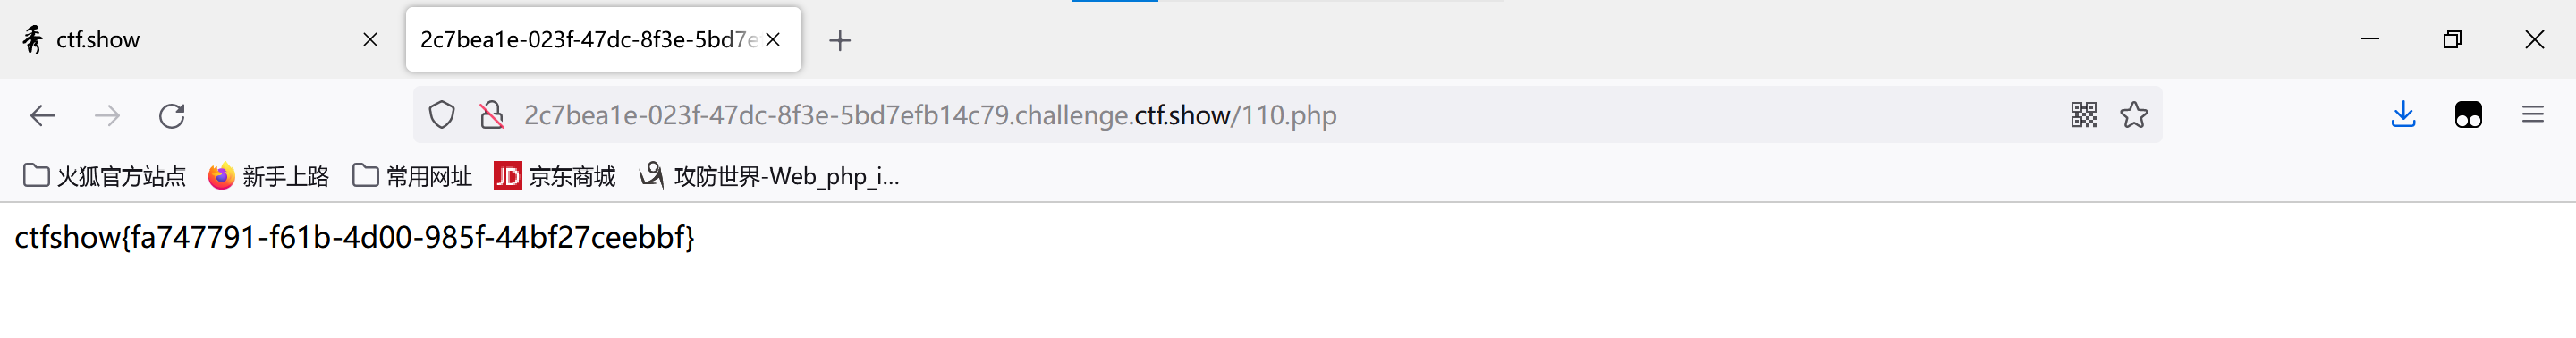 ctf.show
2c7bea1e-023f-47dc-8f3e-5bd7e
2c7bea1e-023f-47dc-8f3e-5bd7efb14c79.challenge.ctf.show/110.php
火狐官方站点 新手上路 常用网址 JD 京东商城 攻防世界-Web_php_i...
ctfshow{fa747791-f61b-4d00-985f-44bf27ceebbf}